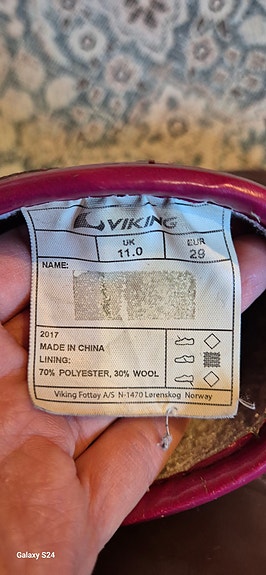 VIKING
UK EUR
11.0 29
NAME:
2017
MADE IN CHINA
LINING:
70% POLYESTER, 30% WOOL
Viking Fottøy A/S N-1470 Lørenskog Norway
Galaxy S24